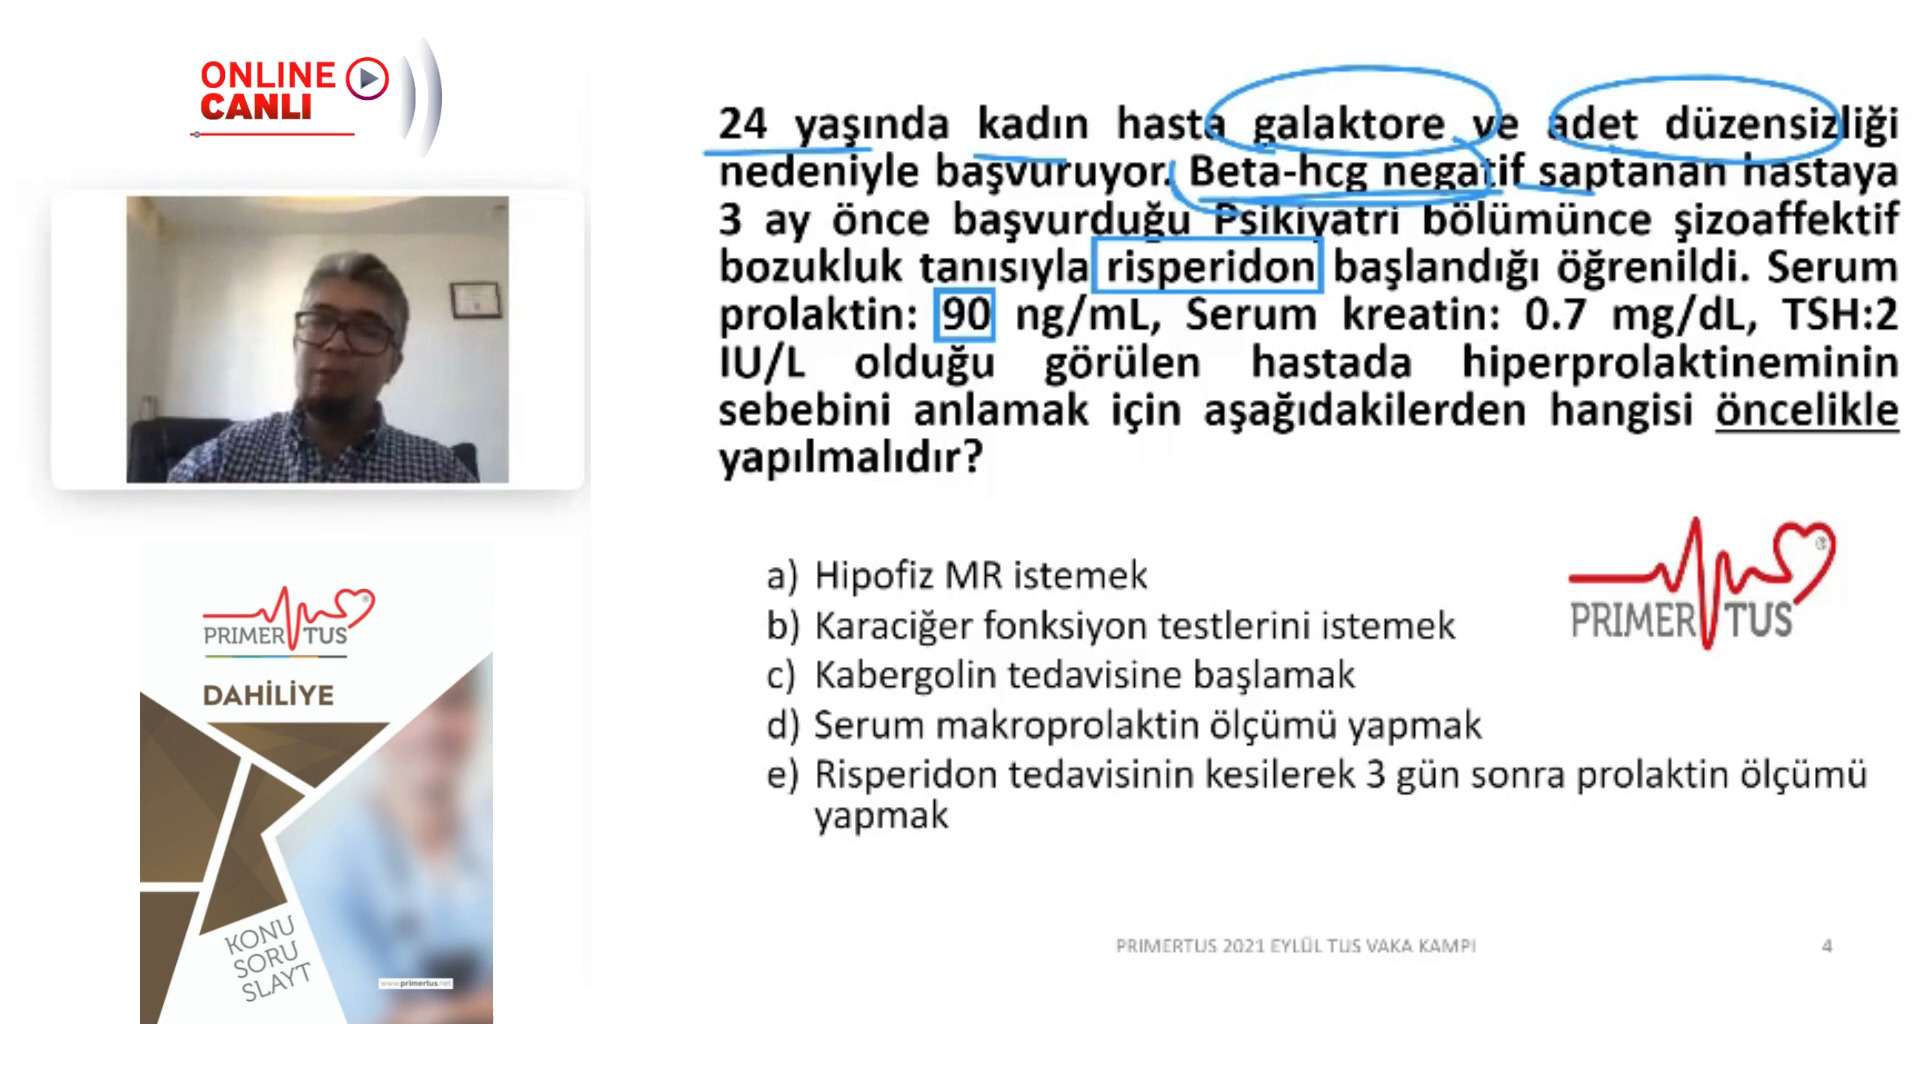 ONLINE
CANLI
24 yaşında kadın hasta galaktore ve adet düzensizliği
nedeniyle başvuruyor. Beta-hcg negatif saptanan hastaya
3 ay önce başvurduğu Psikiyatri bölümünce şizoaffektif
bozukluk tanısıyla risperidon başlandığı öğrenildi. Serum
prolaktin: 90 ng/mL, Serum kreatin: 0.7 mg/dL, TSH:2
IU/L olduğu görülen hastada hiperprolaktineminin
sebebini anlamak için aşağıdakilerden hangisi öncelikle
yapılmalıdır?
a) Hipofiz MR istemek
b) Karaciğer fonksiyon testlerini istemek
c) Kabergolin tedavisine başlamak
d) Serum makroprolaktin ölçümü yapmak
e) Risperidon tedavisinin kesilerek 3 gün sonra prolaktin ölçümü
yapmak
PRIMER TUS
PRIMERTUS 2021 EYLÜL TUS VAKA KAMPI
4
PRIMER TUS
DAHİLİYE
KONU
SORU
SLAYT
www.primertus.net